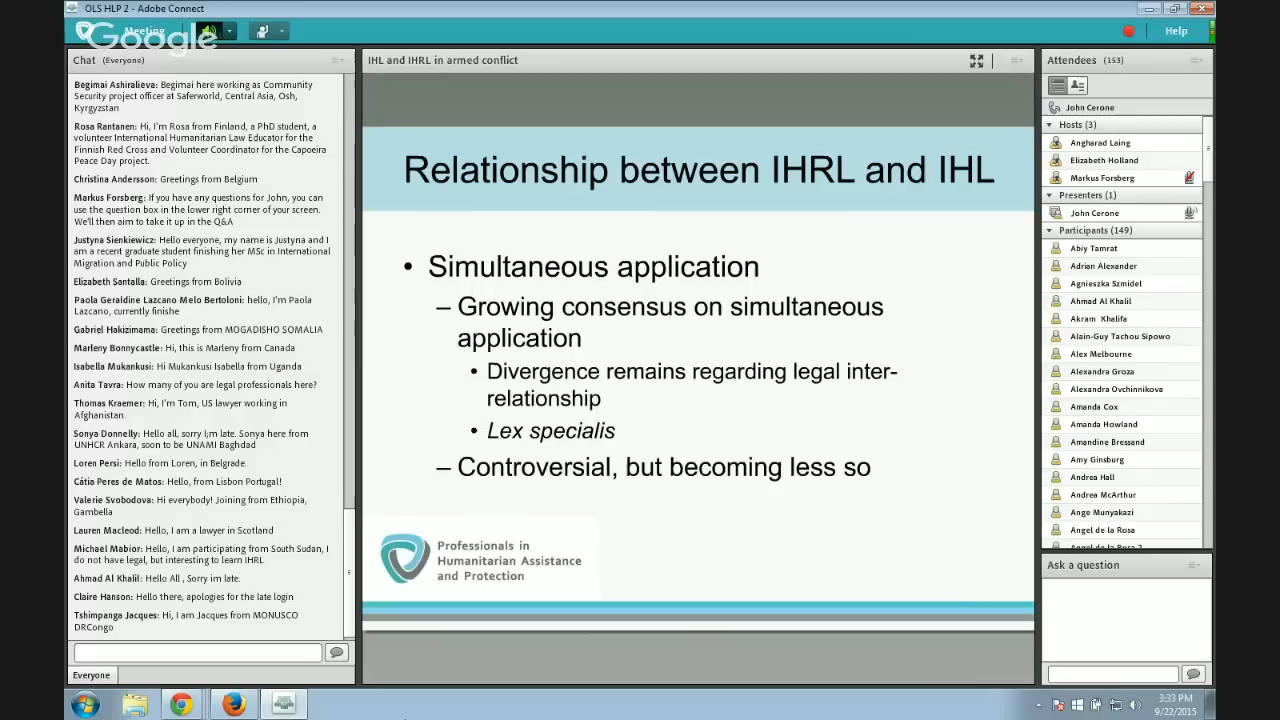 OLS HLP 2 - Adobe Connect
Meeting
Google
Help
Chat (Everyone)
Begimai Ashiralieva: Begimai here working as Community
Security project officer at Saferworld, Central Asia, Osh,
Kyrgyzstan
Rosa Rantanen: Hi, I'm Rosa from Finland, a PhD student, a
volunteer International Humanitarian Law Educator for the
Finnish Red Cross and Volunteer Coordinator for the Capoeira
Peace Day project.
Christina Andersson: Greetings from Belgium
Markus Forsberg: If you have any questions for John, you can
use the question box in the lower right corner of your screen.
We'll then aim to take it up in the Q&A
Justyna Sienkiewicz: Hello everyone, my name is Justyna and I
am a recent graduate student finishing her MSc in International
Migration and Public Policy
Elizabeth Santalla: Greetings from Bolivia
Paola Geraldine Lazcano Melo Bertoloni: hello, I'm Paola
Lazcano, currently finishe
Gabriel Hakizimama: Greetings from MOGADISHO SOMALIA
Marleny Bonnycastle: Hi, this is Marleny from Canada
Isabella Mukankusi: Hi Mukankusi Isabella from Uganda
Anita Tavra: How many of you are legal professionals here?
Thomas Kraemer: Hi, I'm Tom, US lawyer working in
Afghanistan.
Sonya Donnelly: Hello all, sorry i;m late. Sonya here from
UNHCR Ankara, soon to be UNAMI Baghdad
Loren Persi: Hello from Loren, in Belgrade.
Cátia Peres de Matos: Hello, from Lisbon Portugal!
Valerie Svobodova: Hi everybody! Joining from Ethiopia,
Gambella
Lauren Macleod: Hello, I am a lawyer in Scotland
Michael Mabior: Hello, I am participating from South Sudan, I
do not have legal, but interesting to learn IHRL
Ahmad Al Khalil: Hello All , Sorry im late.
Claire Hanson: Hello there, apologies for the late login
Tshimpanga Jacques: Hi, I am Jacques from MONUSCO
DRCongo
Everyone
IHL and IHRL in armed conflict
Relationship between IHRL and IHL
• Simultaneous application
– Growing consensus on simultaneous
application
• Divergence remains regarding legal inter-
relationship
• Lex specialis
– Controversial, but becoming less so
Professionals in
Humanitarian Assistance
and Protection
Attendees (153)
John Cerone
Hosts (3)
Angharad Laing
Elizabeth Holland
Markus Forsberg
Presenters (1)
John Cerone
Participants (149)
Abiy Tamrat
Adrian Alexander
Agnieszka Szmidel
Ahmad Al Khalil
Akram Khalifa
Alain-Guy Tachou Sipowo
Alex Melbourne
Alexandra Groza
Alexandra Ovchinnikova
Amanda Cox
Amanda Howland
Amandine Bressand
Amy Ginsburg
Andrea Hall
Andrea McArthur
Ange Munyakazi
Angel de la Rosa
Angel de la Rosa 2
Ask a question
3:33 PM
9/22/2015